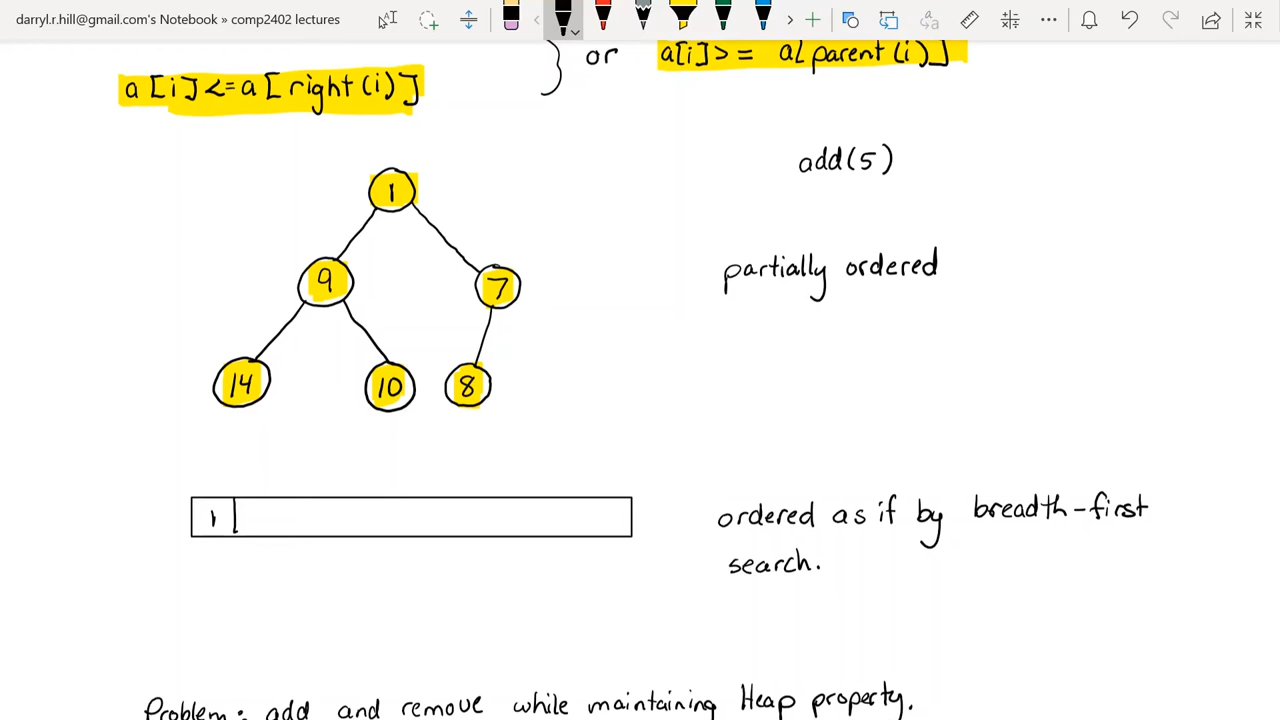 darryl.r.hill@gmail.com's Notebook » comp2402 lectures
a[i]<=a[right(i)] } or a[i]>= a[parent(i)]
add(5)
1
partially ordered
9 7
14 10 8
1
ordered as if by breadth-first
search.
Problem: add and remove while maintaining Heap property.